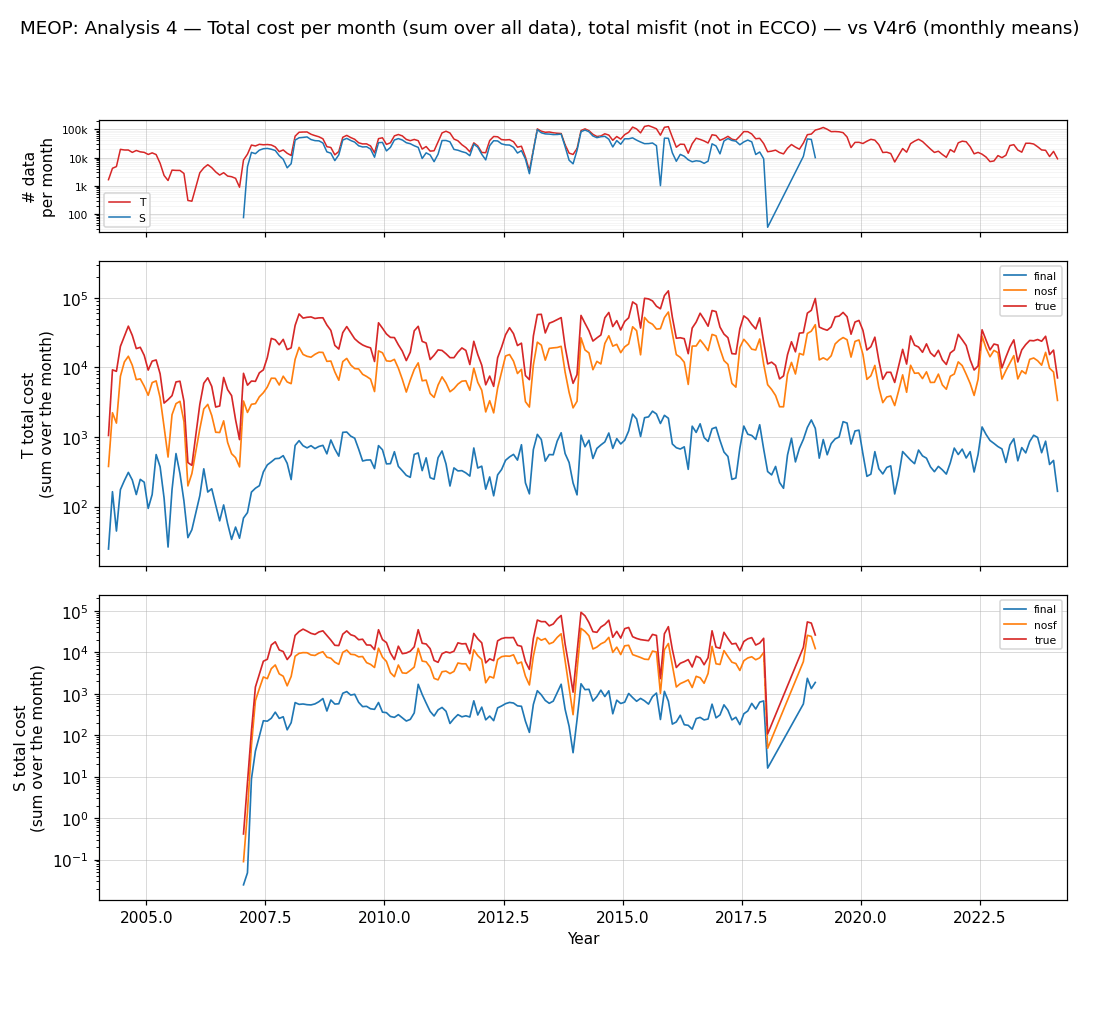 MEOP: Analysis 4 — Total cost per month (sum over all data), total misfit (not in ECCO) — vs V4r6 (monthly means)
# data
per month
100k
10k
1k
100
T
S
T total cost
(sum over the month)
10⁵
10⁴
10³
10²
final
nosf
true
S total cost
(sum over the month)
10⁵
10⁴
10³
10²
10¹
10⁰
10⁻¹
final
nosf
true
2005.0 2007.5 2010.0 2012.5 2015.0 2017.5 2020.0 2022.5
Year